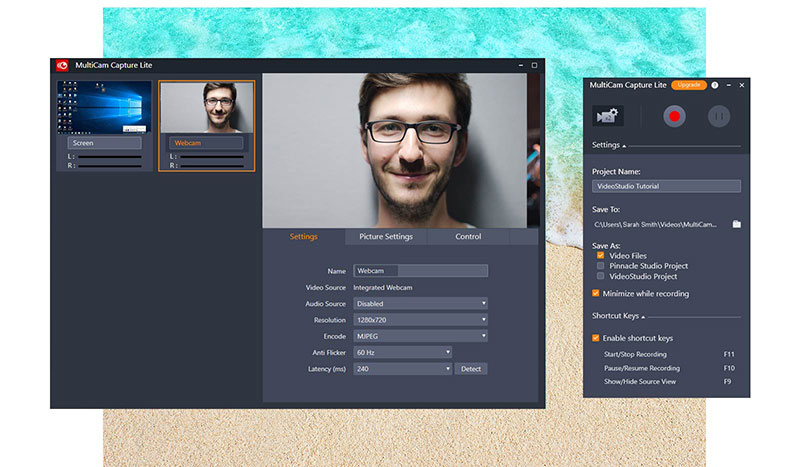 MultiCam Capture Lite
Screen
L :
R :
Webcam
L :
R :
Settings
Picture Settings
Control
Name Webcam
Video Source Integrated Webcam
Audio Source Disabled
Resolution 1280x720
Encode MJPEG
Anti Flicker 60 Hz
Latency (ms) 240 Detect
MultiCam Capture Lite Upgrade ?
Settings
Project Name:
VideoStudio Tutorial
Save To:
C:\Users\Sarah Smith\Videos\MultiCam...
Save As:
Video Files
Pinnacle Studio Project
VideoStudio Project
Minimize while recording
Shortcut Keys
Enable shortcut keys
Start/Stop Recording F11
Pause/Resume Recording F10
Show/Hide Source View F9